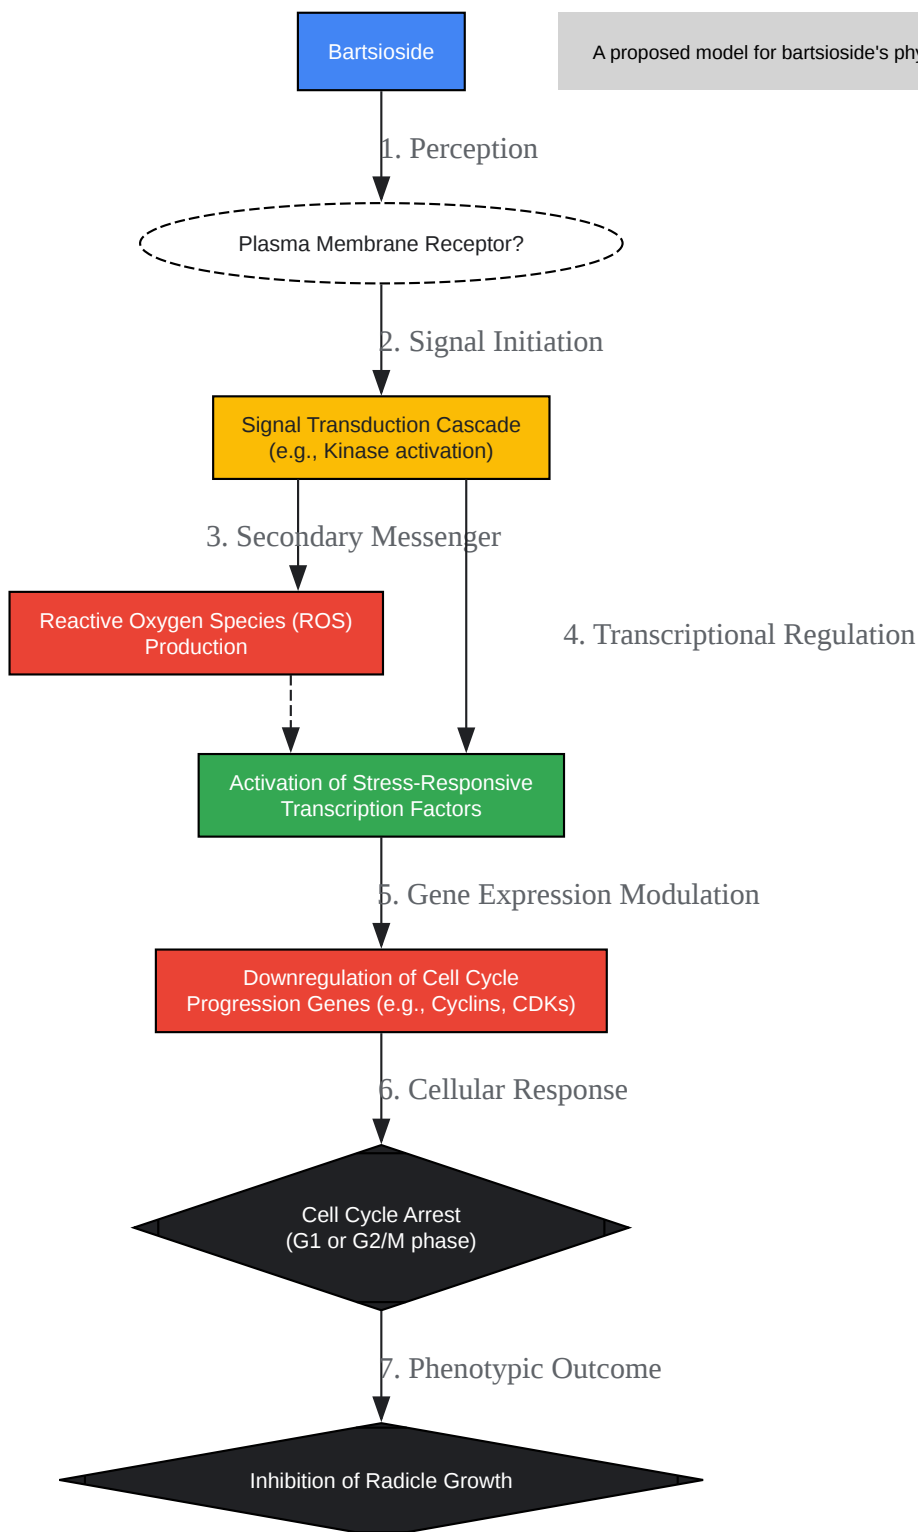 Bartsioside
A proposed model for bartsioside's
1. Perception
Plasma Membrane Receptor?
2. Signal Initiation
Signal Transduction Cascade
(e.g., Kinase activation)
3. Secondary Messenger
Reactive Oxygen Species (ROS)
Production
4. Transcriptional Regulation
Activation of Stress-Responsive
Transcription Factors
5. Gene Expression Modulation
Downregulation of Cell Cycle
Progression Genes (e.g., Cyclins, CDKs)
6. Cellular Response
Cell Cycle Arrest
(G1 or G2/M phase)
7. Phenotypic Outcome
Inhibition of Radicle Growth